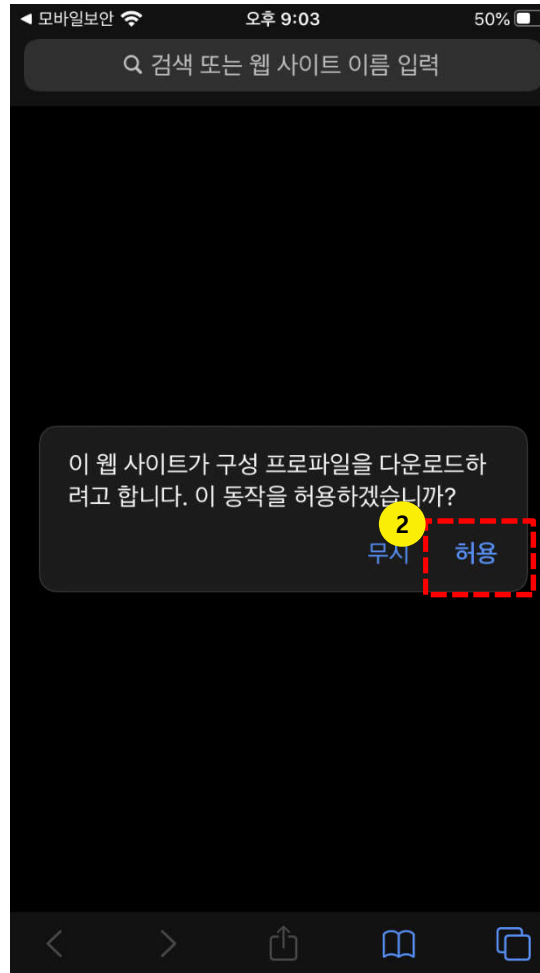 ◀ 모바일보안 오후 9:03 50%
검색 또는 웹 사이트 이름 입력
이 웹 사이트가 구성 프로파일을 다운로드하
려고 합니다. 이 동작을 허용하겠습니까?
2
무시 허용